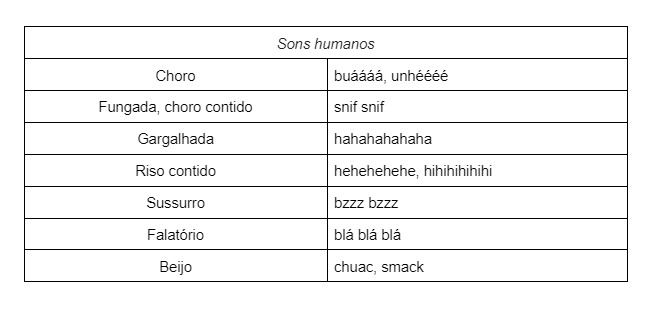 Sons humanos
Choro buáááá, unhéééé
Fungada, choro contido snif snif
Gargalhada hahahahahaha
Riso contido hehehehehe, hihihihihihi
Sussurro bzzz bzzz
Falatório blá blá blá
Beijo chuac, smack